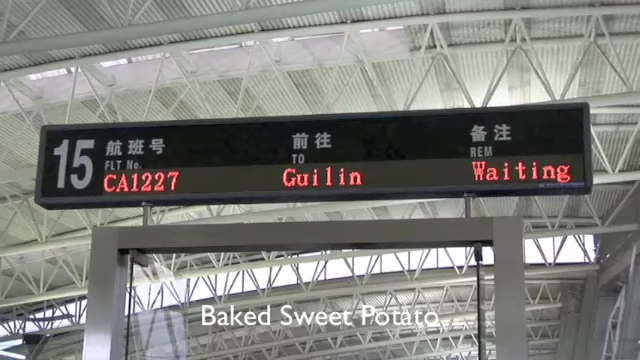 15 航班号 前往 备注
FLT No. TO REM
CA1227 Guilin Waiting
Baked Sweet Potato